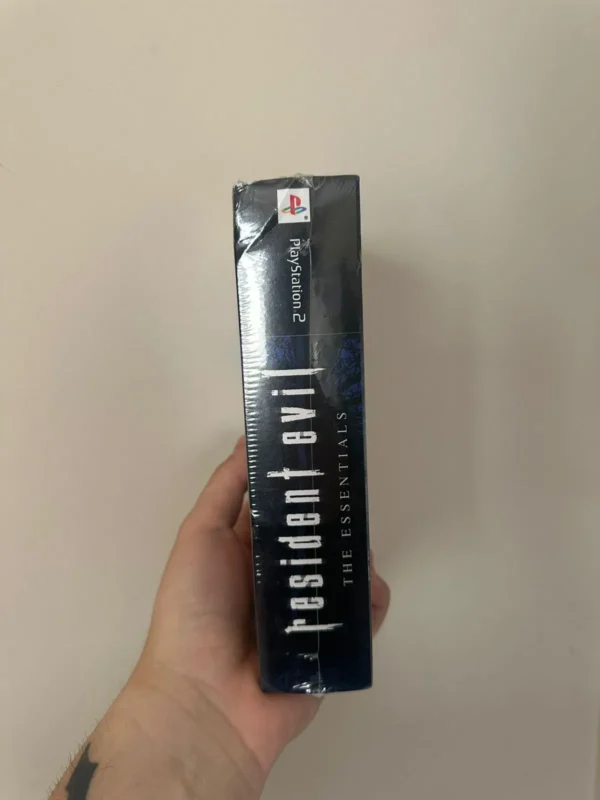 PlayStation.2
resident evil
THE ESSENTIALS